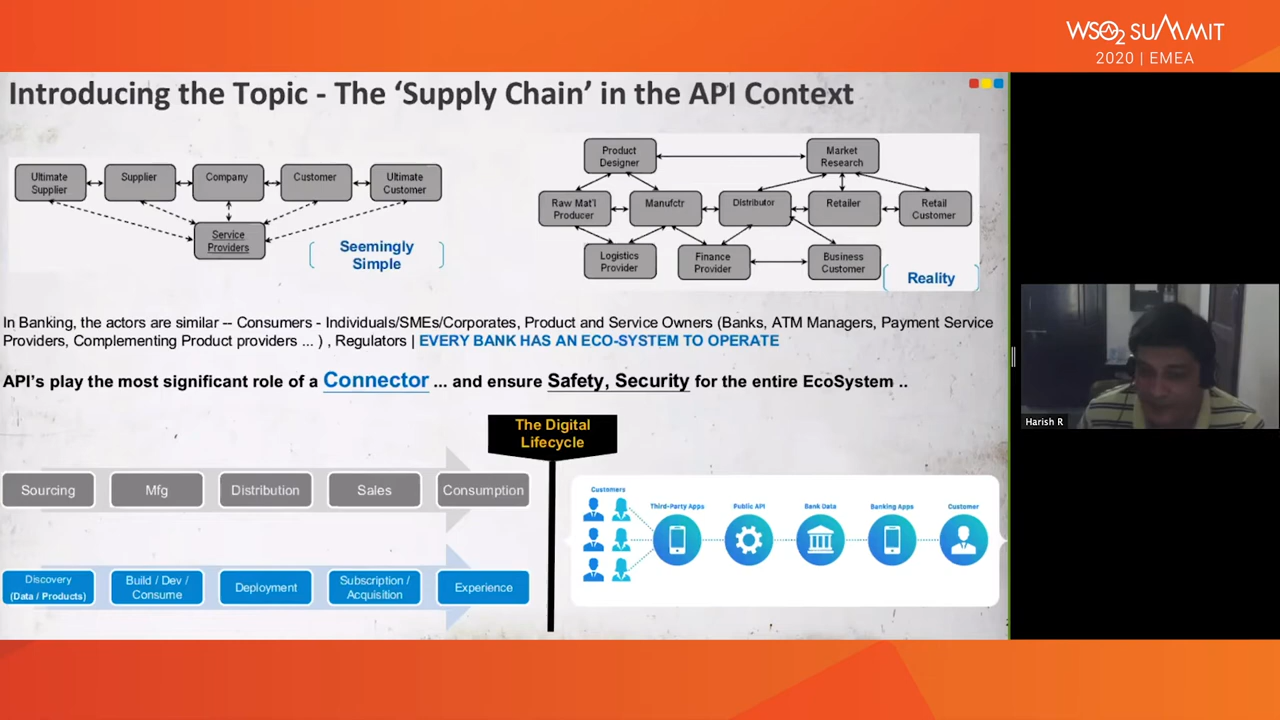 WSO2 SUMMIT
2020 | EMEA
Introducing the Topic - The ‘Supply Chain’ in the API Context
Ultimate
Supplier
Supplier
Company
Customer
Ultimate
Customer
Service
Providers
Seemingly
Simple
Product
Designer
Market
Research
Raw Mat'l
Producer
Manufctr
Distributor
Retailer
Retail
Customer
Logistics
Provider
Finance
Provider
Business
Customer
Reality
In Banking, the actors are similar -- Consumers - Individuals/SMEs/Corporates, Product and Service Owners (Banks, ATM Managers, Payment Service
Providers, Complementing Product providers ... ) , Regulators | EVERY BANK HAS AN ECO-SYSTEM TO OPERATE
API’s play the most significant role of a Connector ... and ensure Safety, Security for the entire EcoSystem ..
Harish R
The Digital
Lifecycle
Sourcing
Mfg
Distribution
Sales
Consumption
Discovery
(Data / Products)
Build / Dev /
Consume
Deployment
Subscription /
Acquisition
Experience
Customers
Third-Party Apps
Public API
Bank Data
Banking Apps
Customer